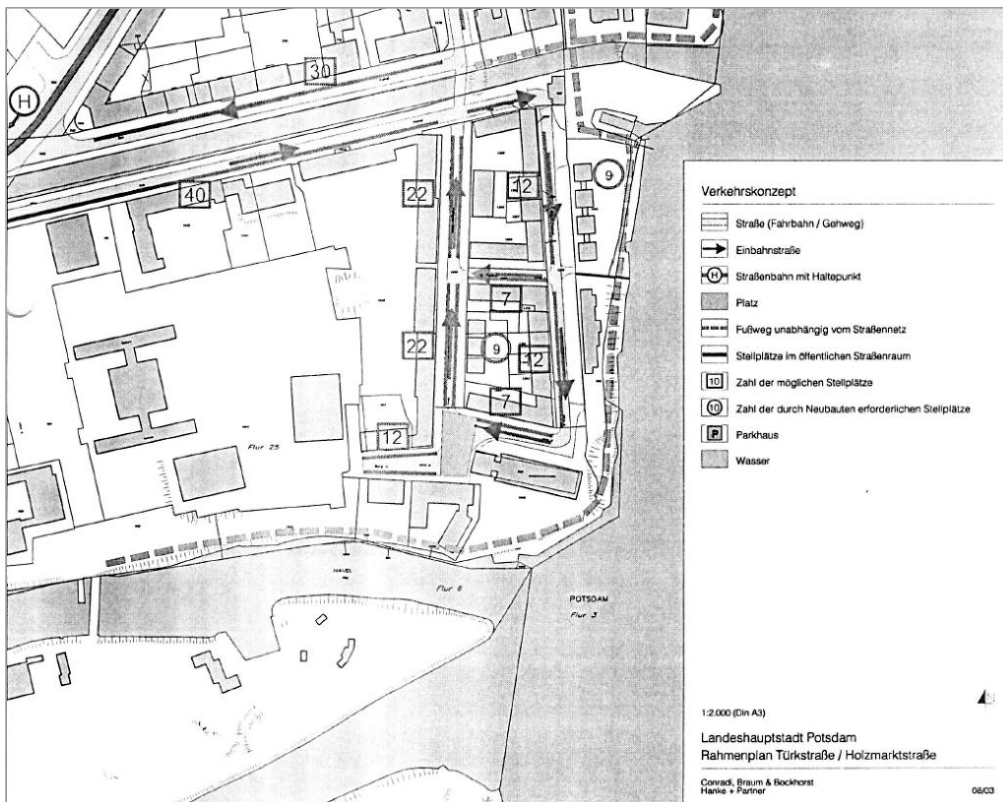 30
H
9
40
22
12
7
22
9
12
7
12
Flur 25
HAVEL
Flur 6
POTSDAM
Flur 3
Verkehrskonzept
Straße (Fahrbahn / Gehweg)
Einbahnstraße
H
Straßenbahn mit Haltepunkt
Platz
Fußweg unabhängig vom Straßennetz
Stellplätze im öffentlichen Straßenraum
10
Zahl der möglichen Stellplätze
10
Zahl der durch Neubauten erforderlichen Stellplätze
P
Parkhaus
Wasser
1:2.000 (Din A3)
Landeshauptstadt Potsdam
Rahmenplan Türkstraße / Holzmarktstraße
Conradi, Braum & Bockhorst
Hanke + Partner
08/03